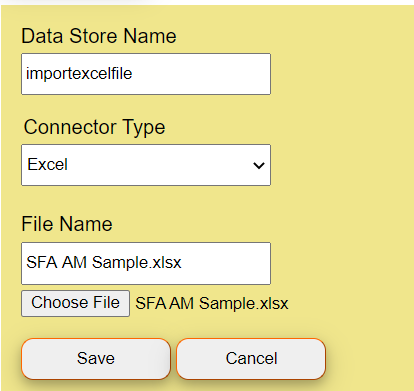 Data Store Name
importexcelfile
Connector Type
Excel
File Name
SFA AM Sample.xlsx
Choose File SFA AM Sample.xlsx
Save Cancel